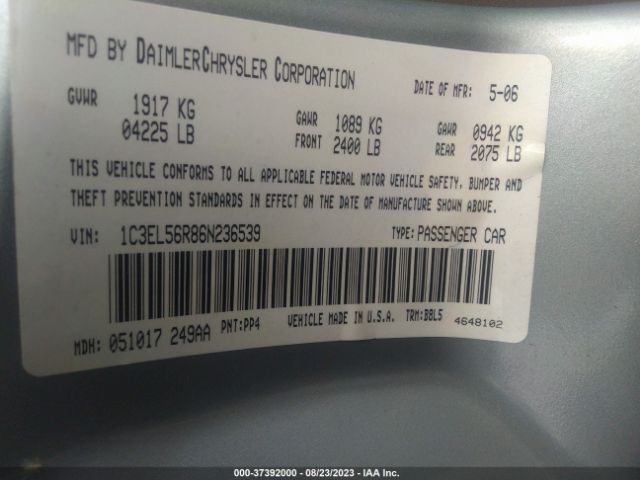 MFD BY DAIMLERCHRYSLER CORPORATION DATE OF MFR: 5-06
GVWR 1917 KG GAWR 1089 KG GAWR 0942 KG
04225 LB FRONT 2400 LB REAR 2075 LB
THIS VEHICLE CONFORMS TO ALL APPLICABLE FEDERAL MOTOR VEHICLE SAFETY, BUMPER AND
THEFT PREVENTION STANDARDS IN EFFECT ON THE DATE OF MANUFACTURE SHOWN ABOVE.
VIN: 1C3EL56R86N236539 TYPE: PASSENGER CAR
MDH: 051017 249AA PNT:PP4 VEHICLE MADE IN U.S.A. TRM:BBL5 4648102
000-37392000 - 08/23/2023 - IAA Inc.